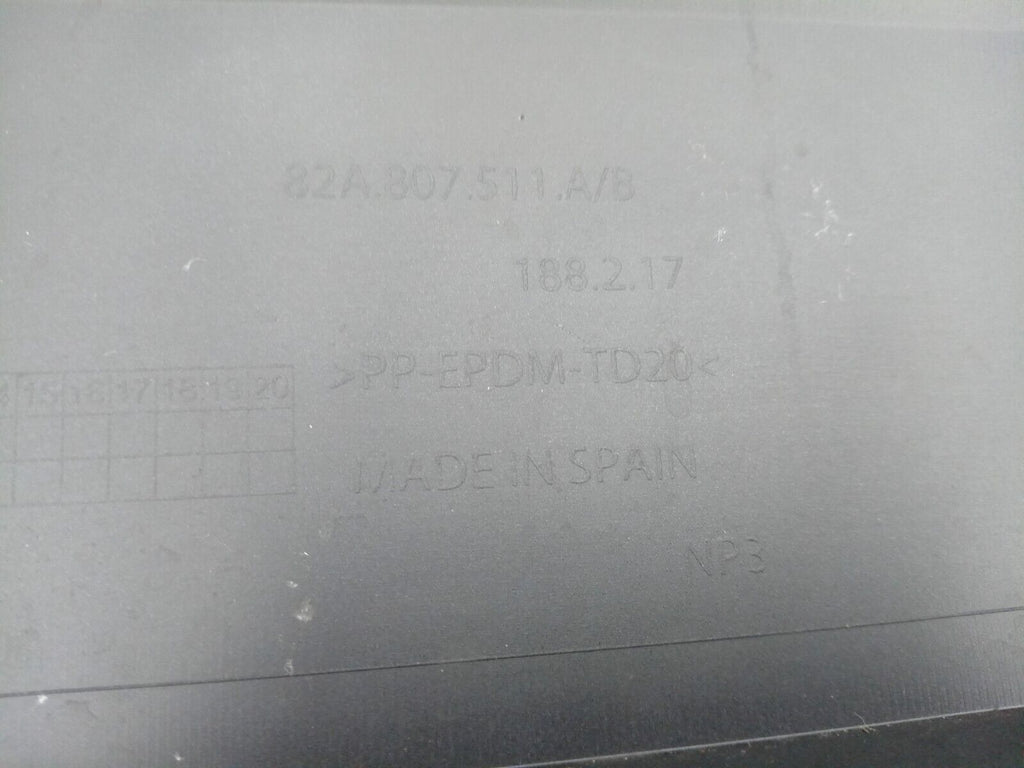 82A.807.511.A/B
188.2.17
>PP-EPDM-TD20<
15 16 17 18 19 20
MADE IN SPAIN
NP3